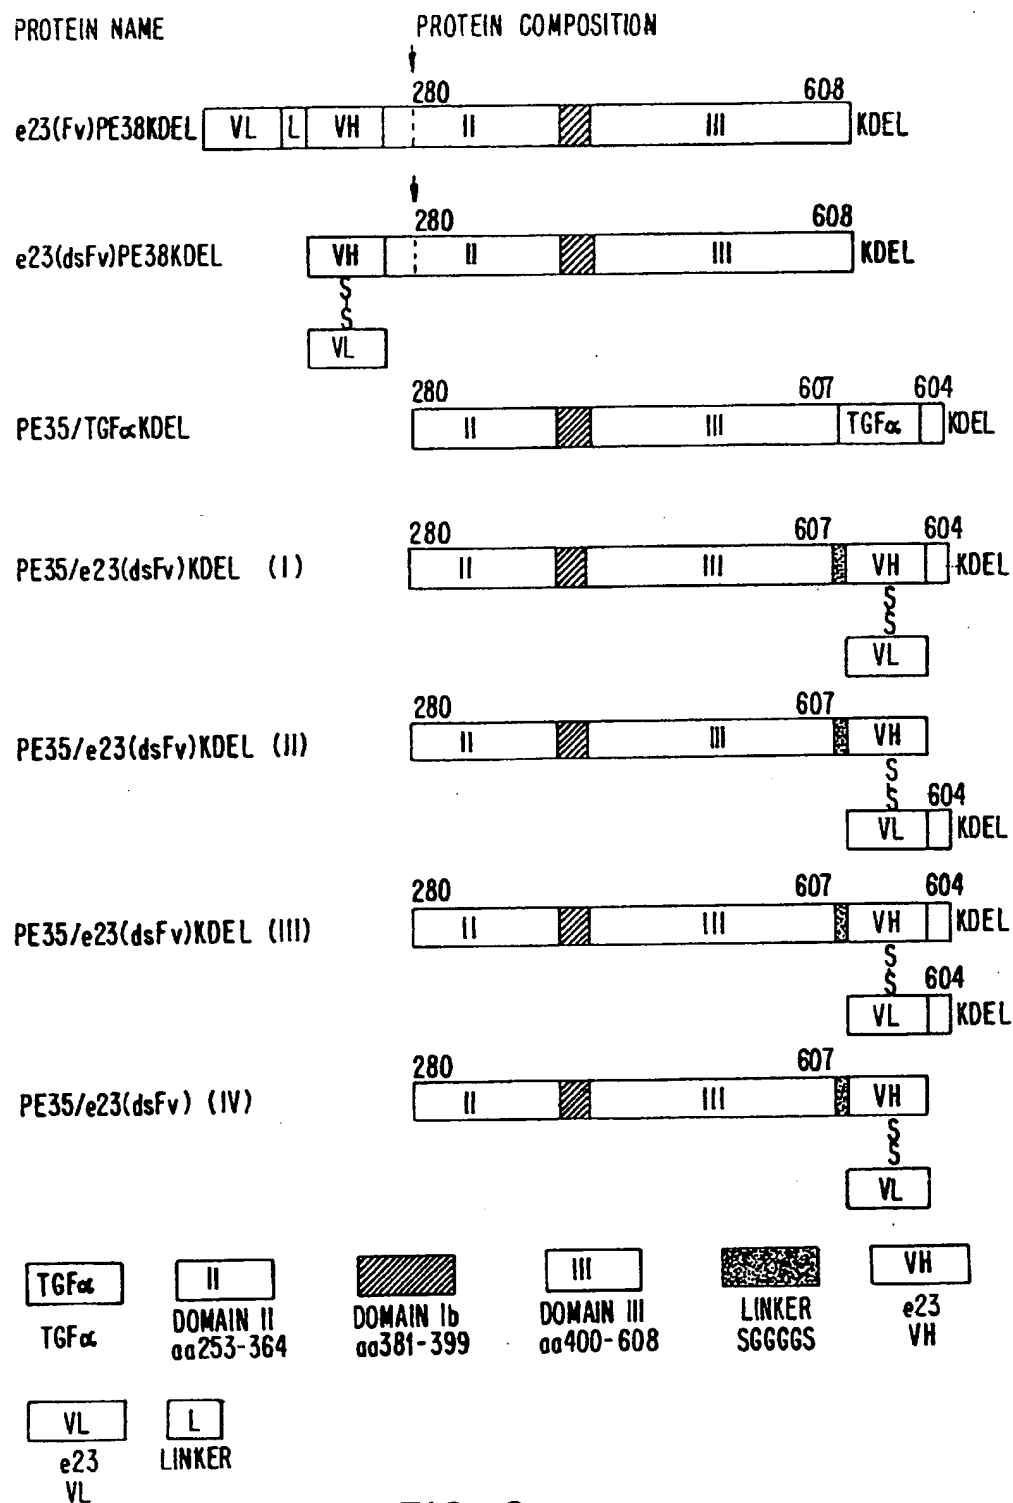 PROTEIN NAME PROTEIN COMPOSITION
280 608
e23(Fv)PE38KDEL VL L VH II III KDEL
280 608
e23(dsFv)PE38KDEL VH II III KDEL
S
S
VL
280 607 604
PE35/TGFαKDEL II III TGFα KDEL
280 607 604
PE35/e23(dsFv)KDEL (I) II III VH KDEL
S
S
VL
280 607
PE35/e23(dsFv)KDEL (II) II III VH
S
S 604
VL KDEL
280 607 604
PE35/e23(dsFv)KDEL (III) II III VH KDEL
S
S 604
VL KDEL
280 607
PE35/e23(dsFv) (IV) II III VH
S
S
VL
TGFα II III VH
TGFα DOMAIN II DOMAIN Ib DOMAIN III LINKER e23
aa253-364 aa381-399 aa400-608 SGGGGS VH
VL L
e23 LINKER
VL